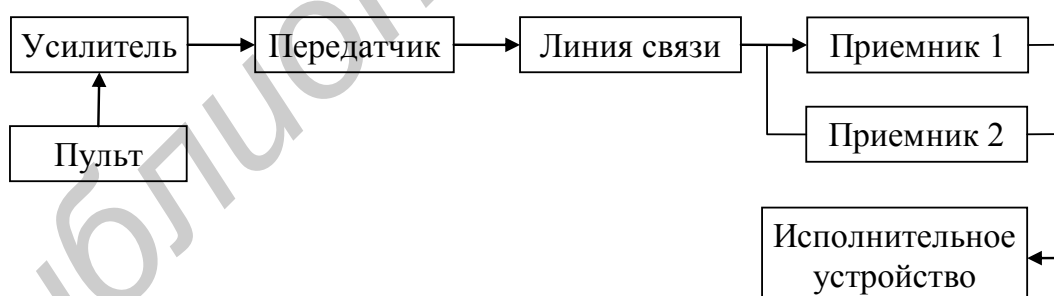 Усилитель
Передатчик
Линия связи
Приемник 1
Пульт
Приемник 2
Исполнительное
устройство